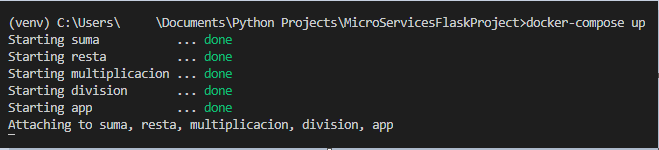 (venv) C:\Users\      \Documents\Python Projects\MicroServicesFlaskProject>docker-compose up
Starting suma           ... done
Starting resta          ... done
Starting multiplicacion ... done
Starting division       ... done
Starting app            ... done
Attaching to suma, resta, multiplicacion, division, app